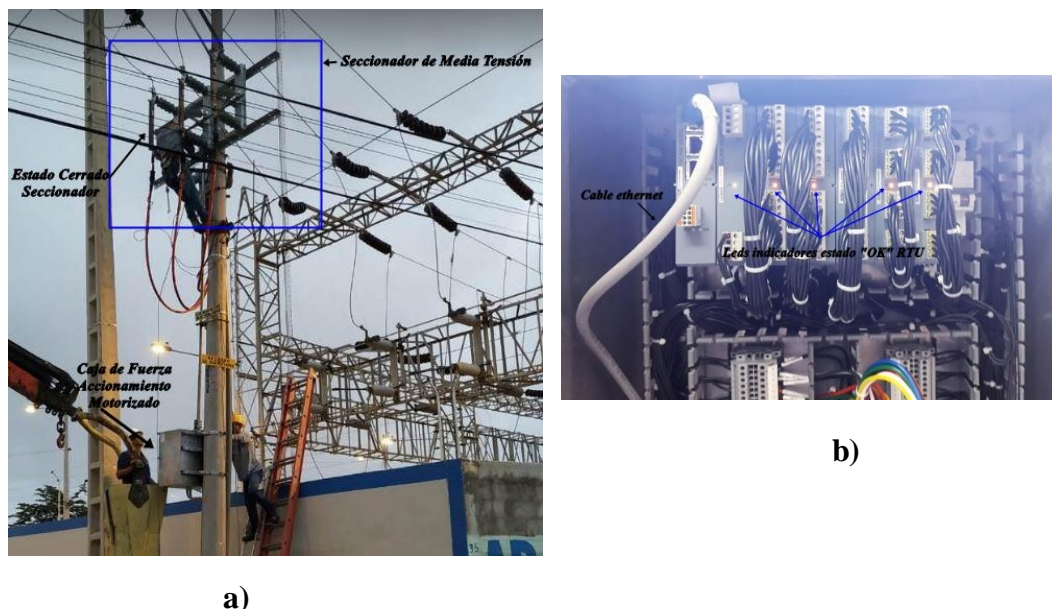 Seccionador de Media Tensión
Estado Cerrado
Seccionador
Caja de Fuerza
Accionamiento
Motorizado
35
a)
Cable ethernet
Leds indicadores estado "OK" RTU
b)